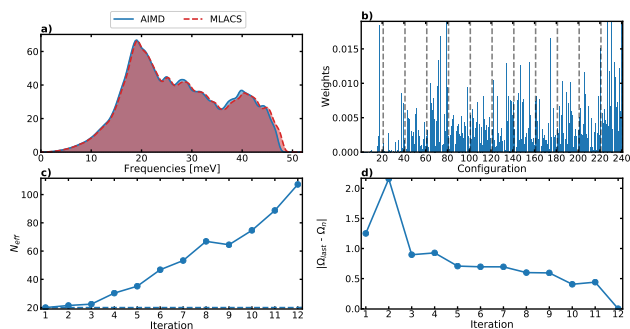 AIMD MLACS
a)
60
40
20
0
0 10 20 30 40 50
Frequencies [meV]
b)
Weights
0.015
0.010
0.005
0.000
20 40 60 80 100 120 140 160 180 200 220 240
Configuration
c)
N_eff
100
80
60
40
20
1 2 3 4 5 6 7 8 9 10 11 12
Iteration
d)
|Ω_last - Ω_n|
2.0
1.5
1.0
0.5
0.0
1 2 3 4 5 6 7 8 9 10 11 12
Iteration